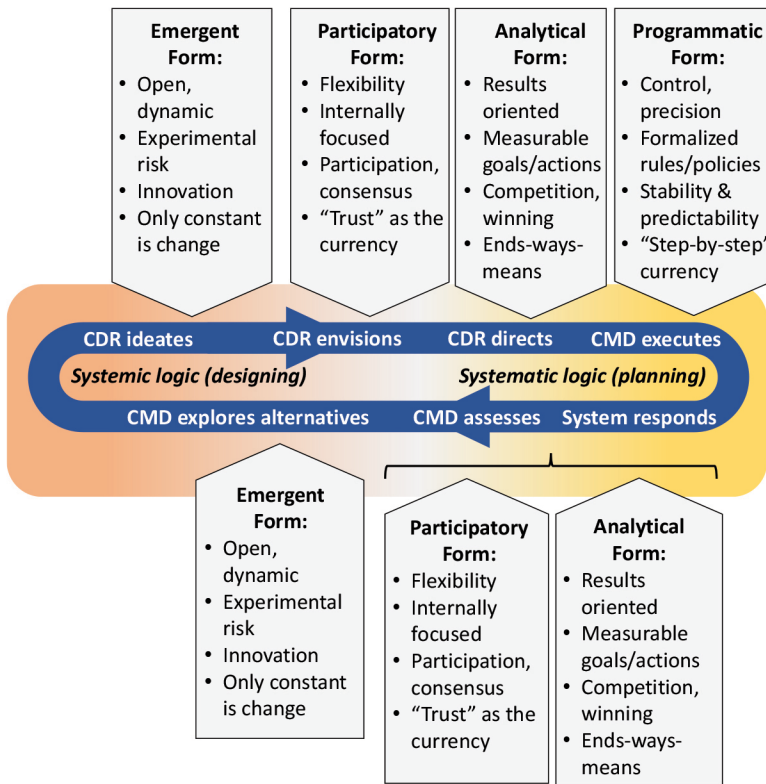 Emergent
Form:
• Open,
dynamic
• Experimental
risk
• Innovation
• Only constant
is change
Participatory
Form:
• Flexibility
• Internally
focused
• Participation,
consensus
• “Trust” as the
currency
Analytical
Form:
• Results
oriented
• Measurable
goals/actions
• Competition,
winning
• Ends-ways-
means
Programmatic
Form:
• Control,
precision
• Formalized
rules/policies
• Stability &
predictability
• “Step-by-step”
currency
CDR ideates
CDR envisions
CDR directs
CMD executes
Systemic logic (designing)
Systematic logic (planning)
CMD explores alternatives
CMD assesses
System responds
Emergent
Form:
• Open,
dynamic
• Experimental
risk
• Innovation
• Only constant
is change
Participatory
Form:
• Flexibility
• Internally
focused
• Participation,
consensus
• “Trust” as the
currency
Analytical
Form:
• Results
oriented
• Measurable
goals/actions
• Competition,
winning
• Ends-ways-
means